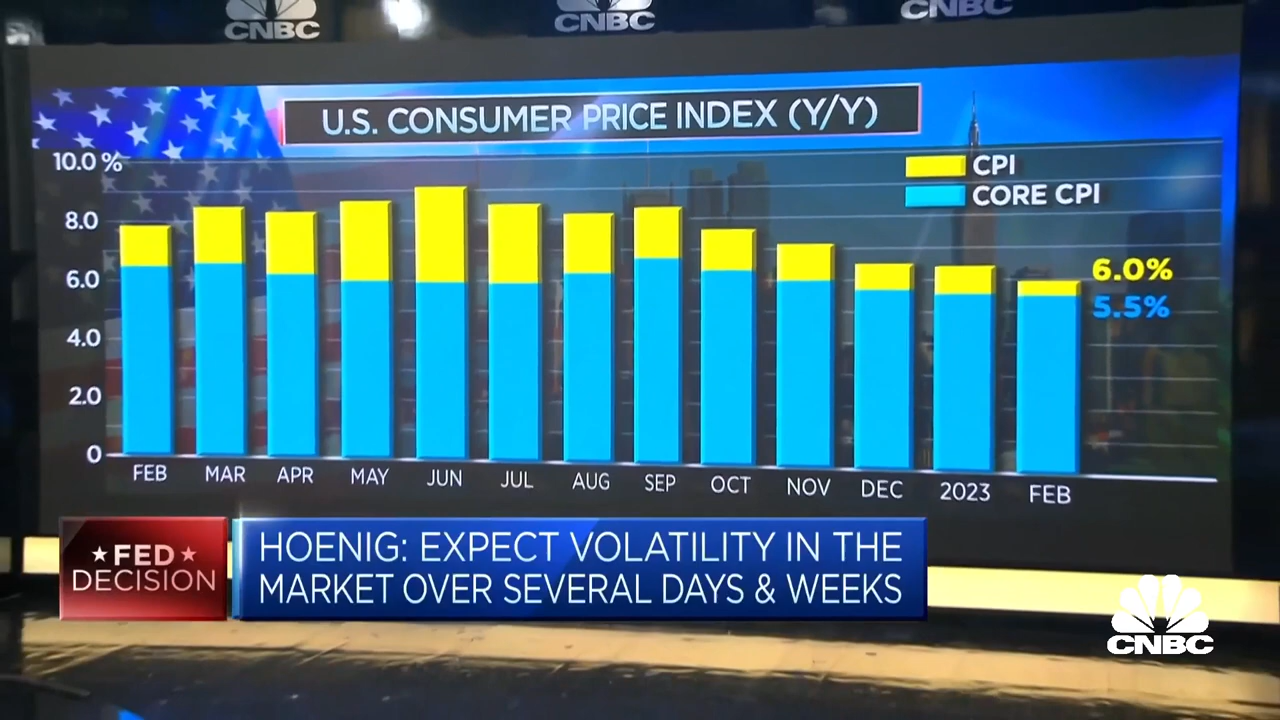 CNBC
CNBC
CNBC
U.S. CONSUMER PRICE INDEX (Y/Y)
10.0 %
8.0
6.0
4.0
2.0
0
CPI
CORE CPI
6.0%
5.5%
FEB MAR APR MAY JUN JUL AUG SEP OCT NOV DEC 2023 FEB
FED
DECISION
HOENIG: EXPECT VOLATILITY IN THE
MARKET OVER SEVERAL DAYS & WEEKS
CNBC